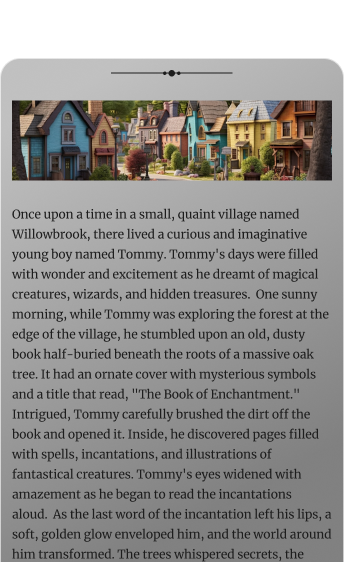 Once upon a time in a small, quaint village named
Willowbrook, there lived a curious and imaginative
young boy named Tommy. Tommy's days were filled
with wonder and excitement as he dreamt of magical
creatures, wizards, and hidden treasures.  One sunny
morning, while Tommy was exploring the forest at the
edge of the village, he stumbled upon an old, dusty
book half-buried beneath the roots of a massive oak
tree. It had an ornate cover with mysterious symbols
and a title that read, "The Book of Enchantment."
Intrigued, Tommy carefully brushed the dirt off the
book and opened it. Inside, he discovered pages filled
with spells, incantations, and illustrations of
fantastical creatures. Tommy's eyes widened with
amazement as he began to read the incantations
aloud.  As the last word of the incantation left his lips, a
soft, golden glow enveloped him, and the world around
him transformed. The trees whispered secrets, the